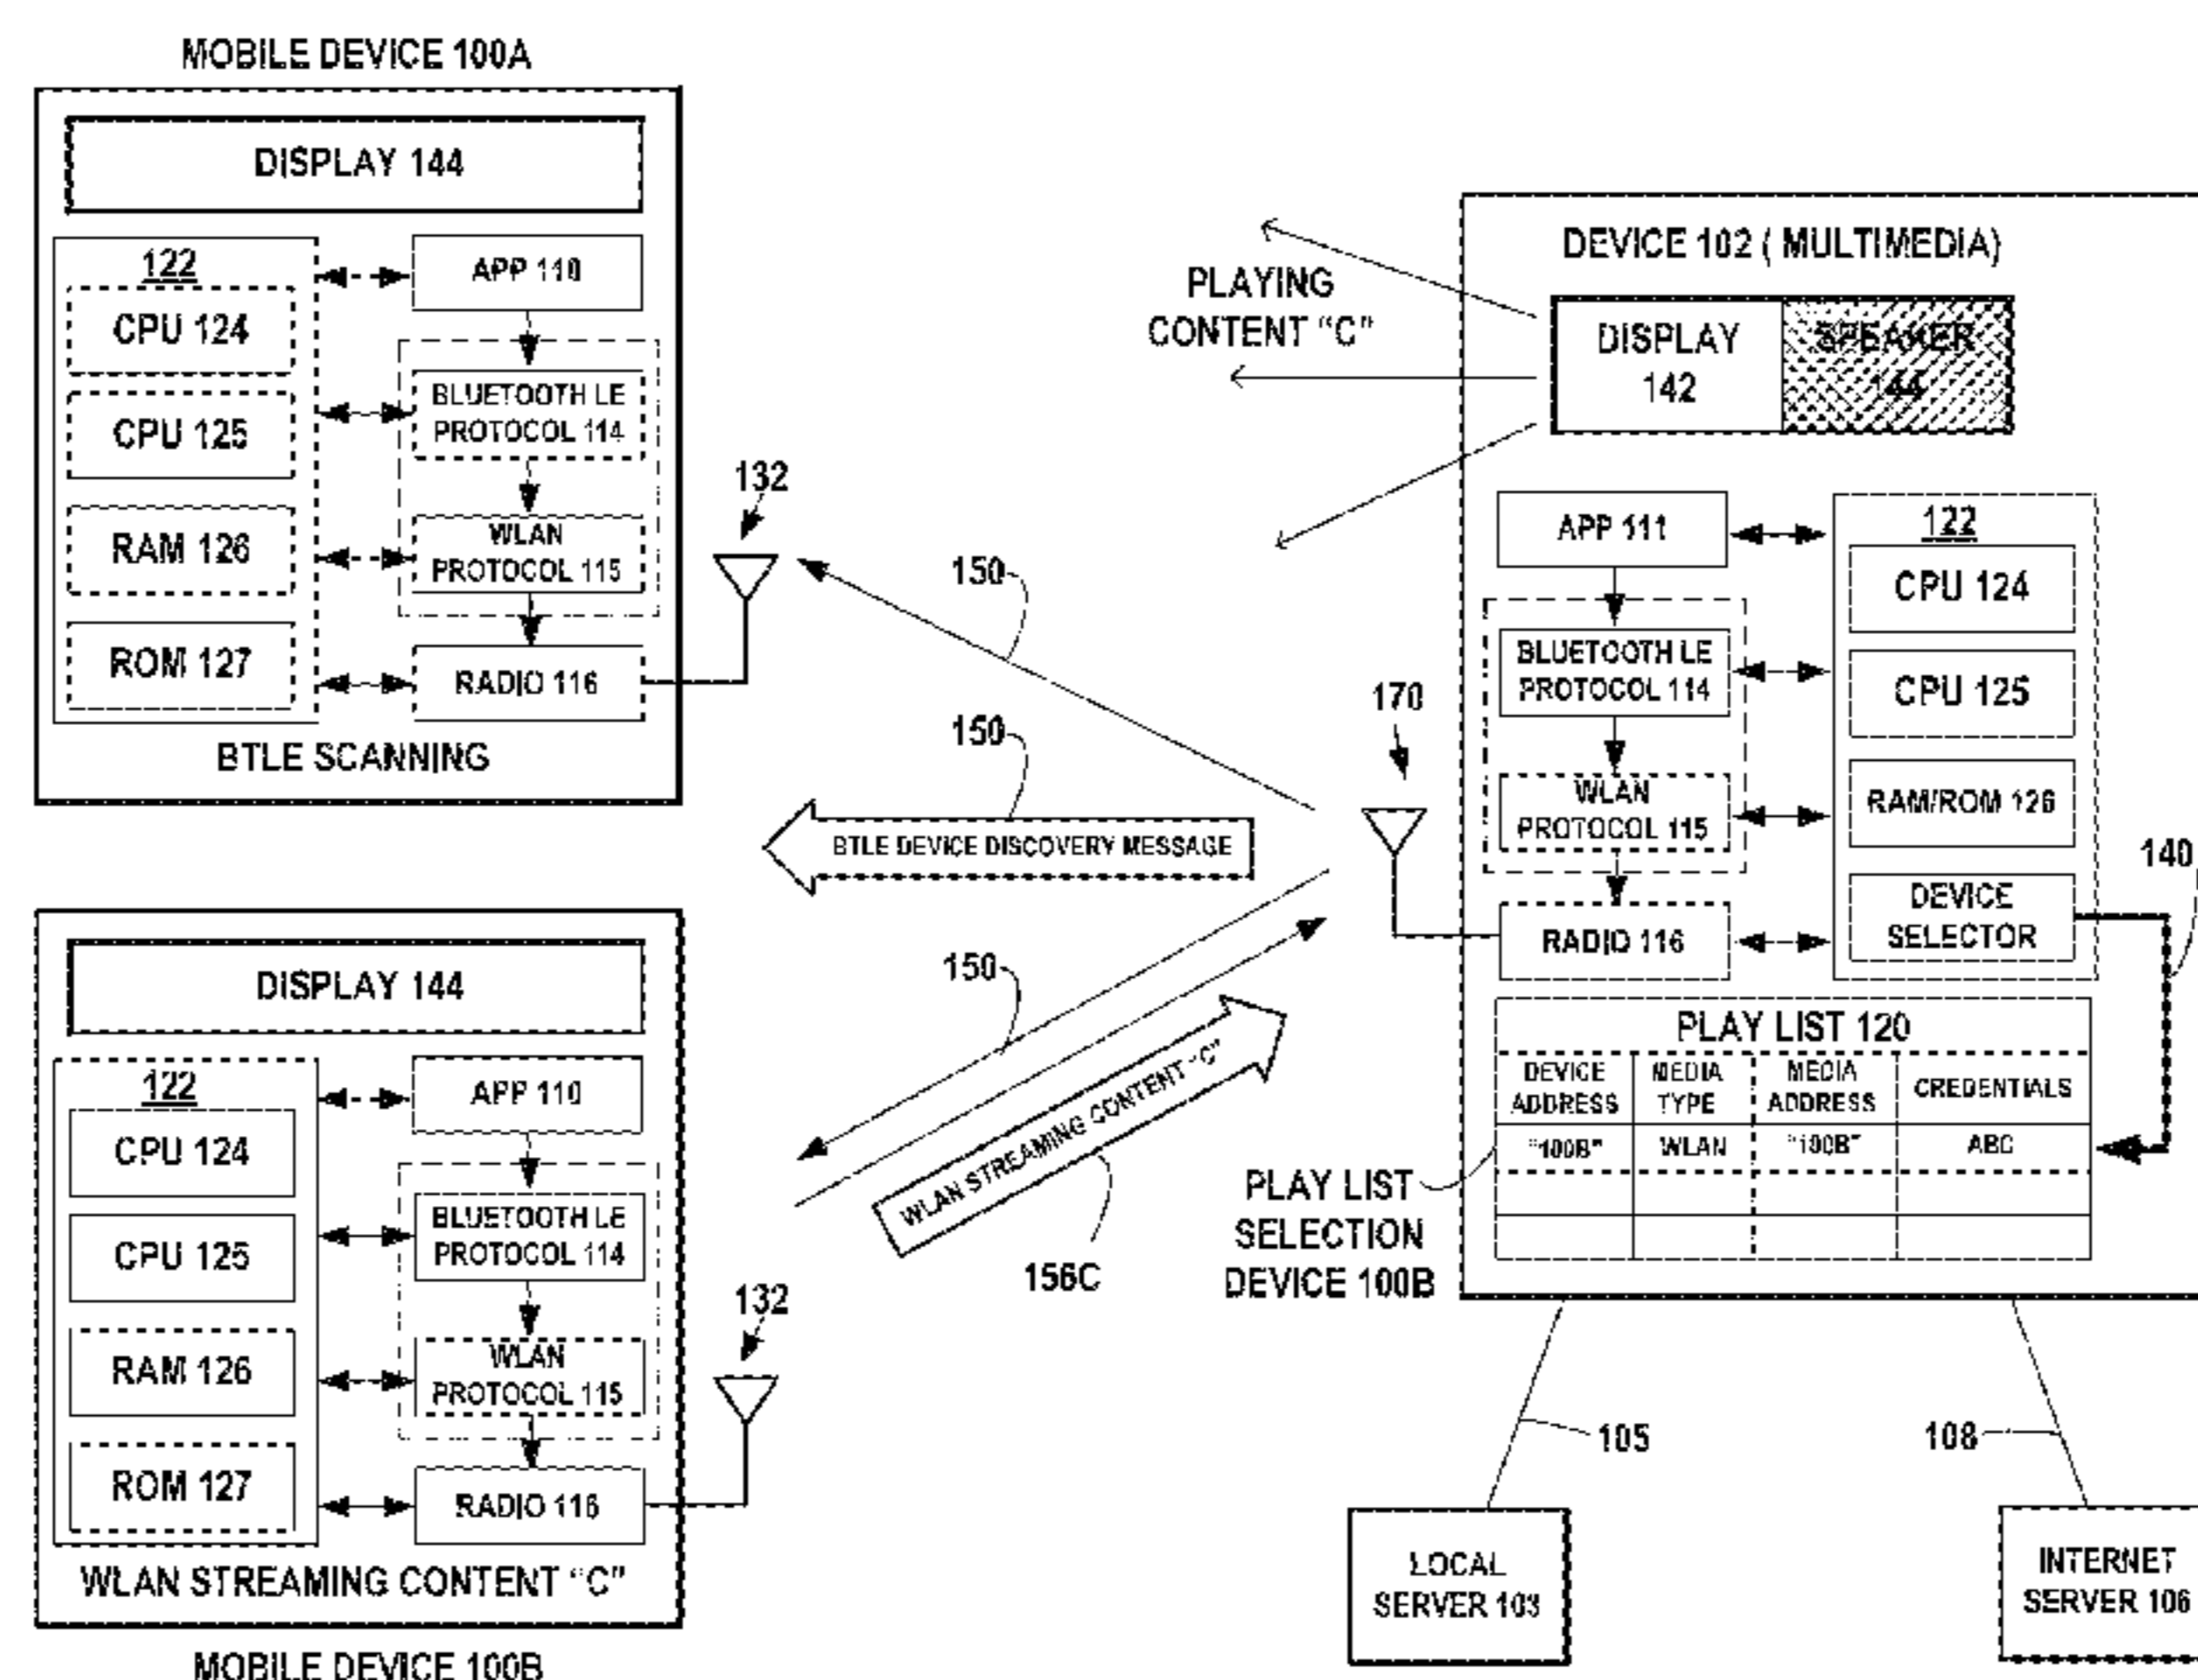 MOBILE DEVICE 100A
DISPLAY 144
122
CPU 124
CPU 125
RAM 126
ROM 127
APP 110
BLUETOOTH LE
PROTOCOL 114
WLAN
PROTOCOL 115
RADIO 116
BTLE SCANNING
132
MOBILE DEVICE 100B
DISPLAY 144
122
CPU 124
CPU 125
RAM 126
ROM 127
APP 110
BLUETOOTH LE
PROTOCOL 114
WLAN
PROTOCOL 115
RADIO 116
WLAN STREAMING CONTENT "C"
132
150
150
BTLE DEVICE DISCOVERY MESSAGE
150
WLAN STREAMING CONTENT "C"
156C
PLAYING
CONTENT "C"
170
DEVICE 102 ( MULTIMEDIA)
DISPLAY
142
SPEAKER
144
APP 111
BLUETOOTH LE
PROTOCOL 114
WLAN
PROTOCOL 115
RADIO 116
122
CPU 124
CPU 125
RAM/ROM 126
DEVICE
SELECTOR
140
PLAY LIST 120
DEVICE ADDRESS MEDIA TYPE MEDIA ADDRESS CREDENTIALS
"100B" WLAN "100B" ABC
PLAY LIST
SELECTION
DEVICE 100B
105
108
LOCAL
SERVER 103
INTERNET
SERVER 106